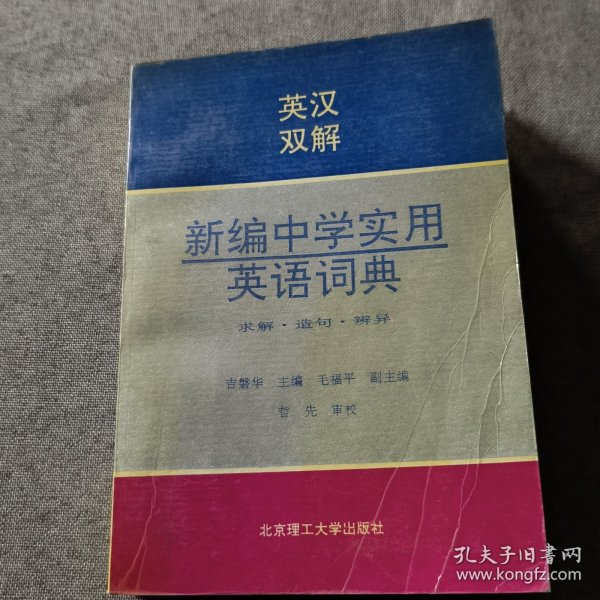 英汉
双解
新编中学实用
英语词典
求解·造句·辨异
吉磐华 主编 毛福平 副主编
哲先 审校
北京理工大学出版社
孔夫子旧书网
www.kongfz.com